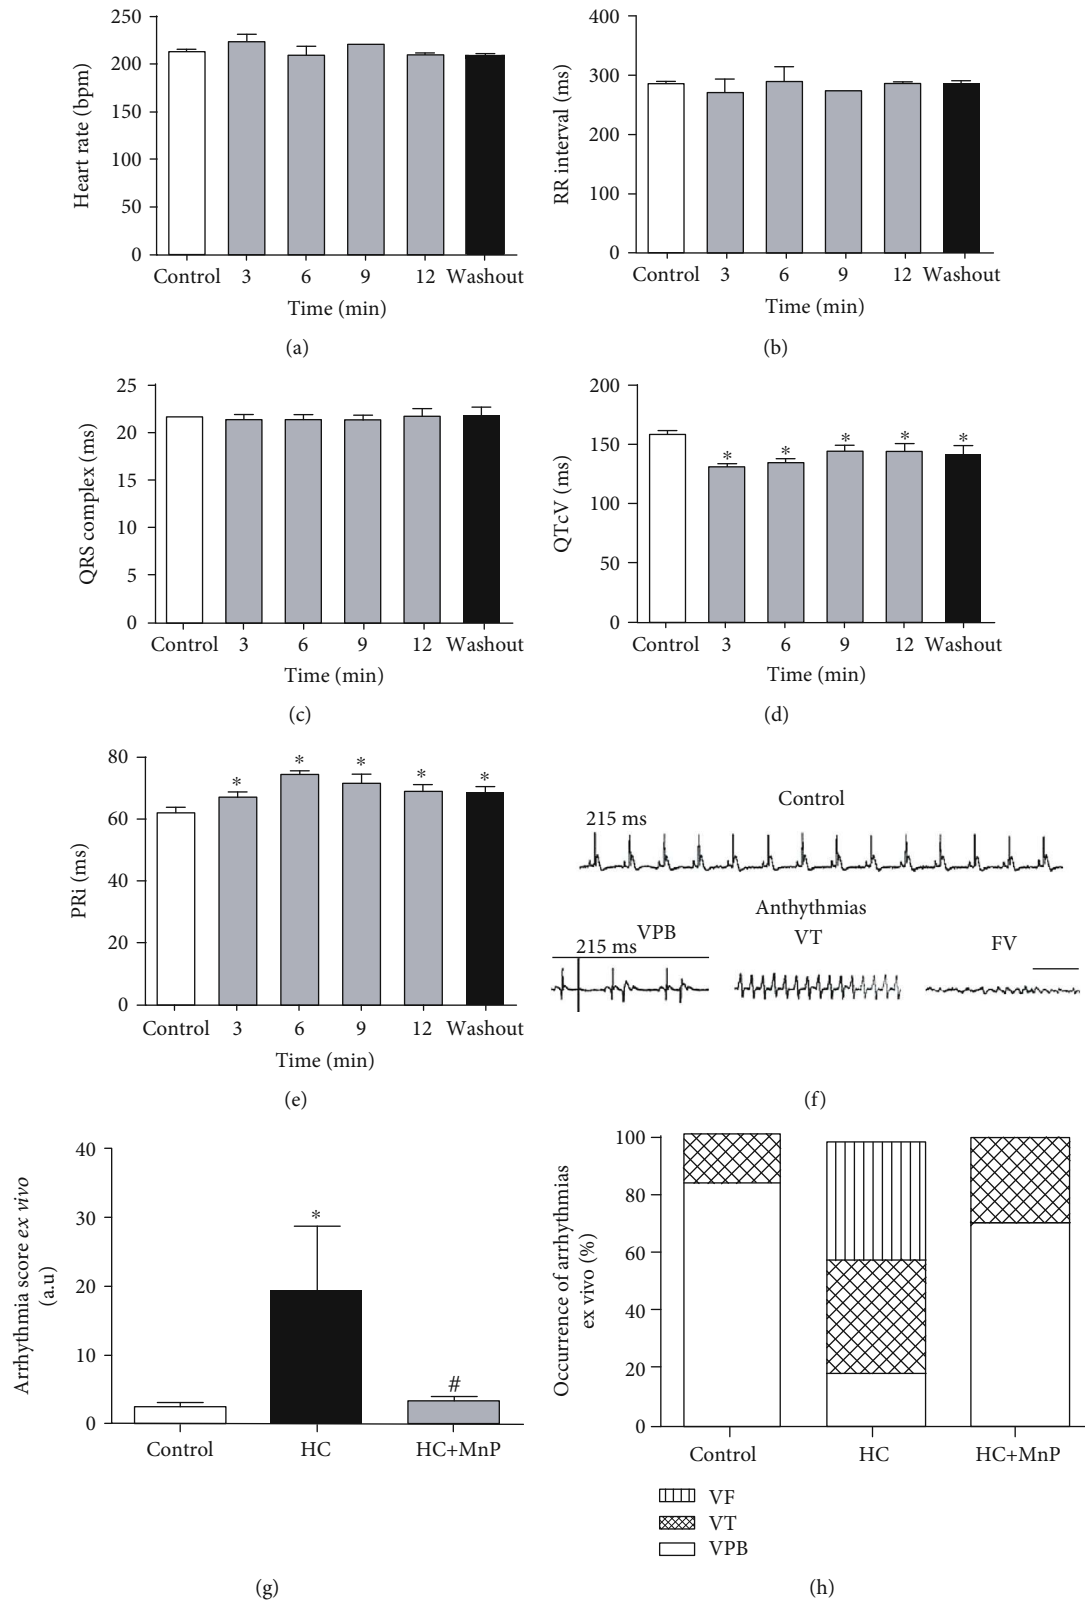 250
200
150
100
50
0
Heart rate (bpm)
Control 3 6 9 12 Washout
Time (min)
(a)
400
300
200
100
0
RR interval (ms)
Control 3 6 9 12 Washout
Time (min)
(b)
25
20
15
10
5
0
QRS complex (ms)
Control 3 6 9 12 Washout
Time (min)
(c)
200
150
100
50
0
QTcV (ms)
* * * * *
Control 3 6 9 12 Washout
Time (min)
(d)
80
60
40
20
0
PRi (ms)
* * * * *
Control 3 6 9 12 Washout
Time (min)
(e)
Control
215 ms
Anthythmias
VPB VT FV
215 ms
(f)
40
30
20
10
0
Arrhythmia score ex vivo
(a.u)
*
#
Control HC HC+MnP
(g)
100
80
60
40
20
0
Occurrence of arrhythmias
ex vivo (%)
Control HC HC+MnP
VF
VT
VPB
(h)